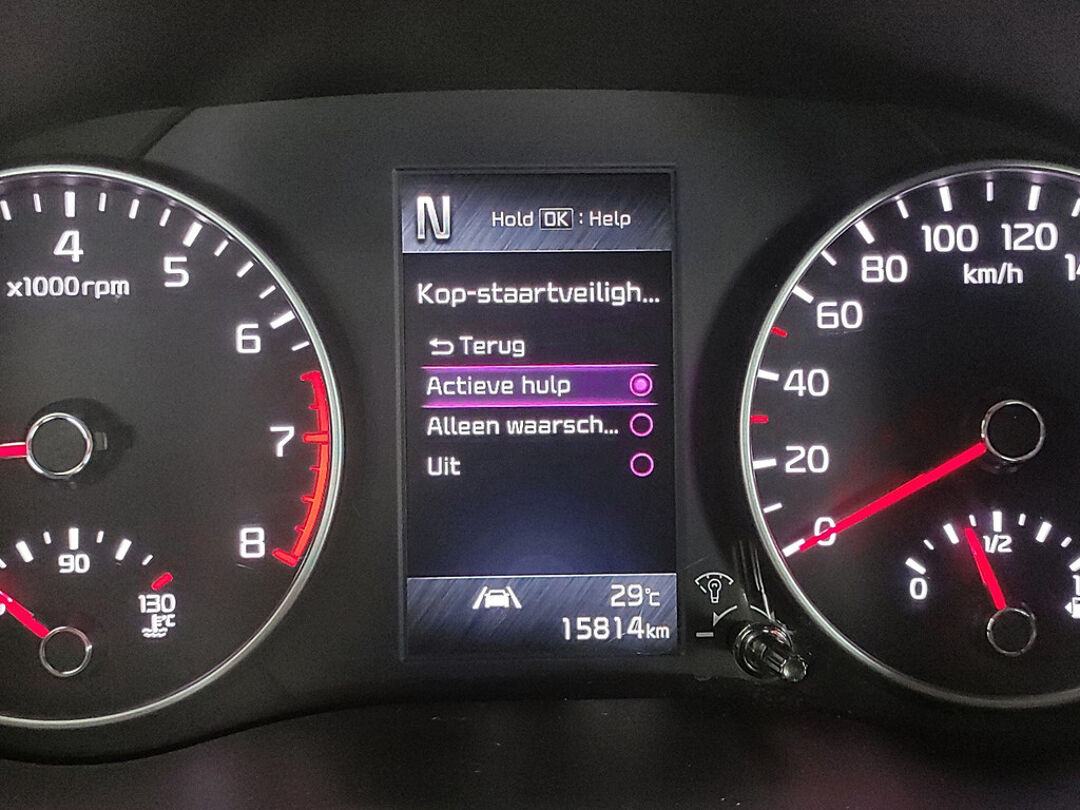 N
Hold OK : Help
Kop-staartveiligh...
Terug
Actieve hulp
Alleen waarsch...
Uit
29°C
15814km
4
5
6
7
8
x1000rpm
90
130
°C
0
20
40
60
80
100
120
km/h
0
1/2